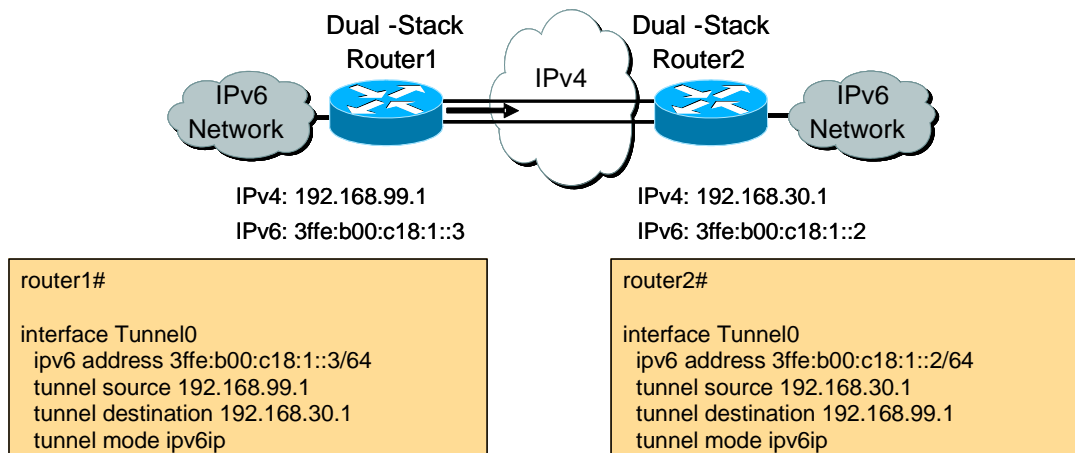 Dual -Stack
Router1
Dual -Stack
Router2
IPv4
IPv6
Network
IPv6
Network
IPv4: 192.168.99.1
IPv6: 3ffe:b00:c18:1::3
IPv4: 192.168.30.1
IPv6: 3ffe:b00:c18:1::2
router1#
interface Tunnel0
ipv6 address 3ffe:b00:c18:1::3/64
tunnel source 192.168.99.1
tunnel destination 192.168.30.1
tunnel mode ipv6ip
router2#
interface Tunnel0
ipv6 address 3ffe:b00:c18:1::2/64
tunnel source 192.168.30.1
tunnel destination 192.168.99.1
tunnel mode ipv6ip